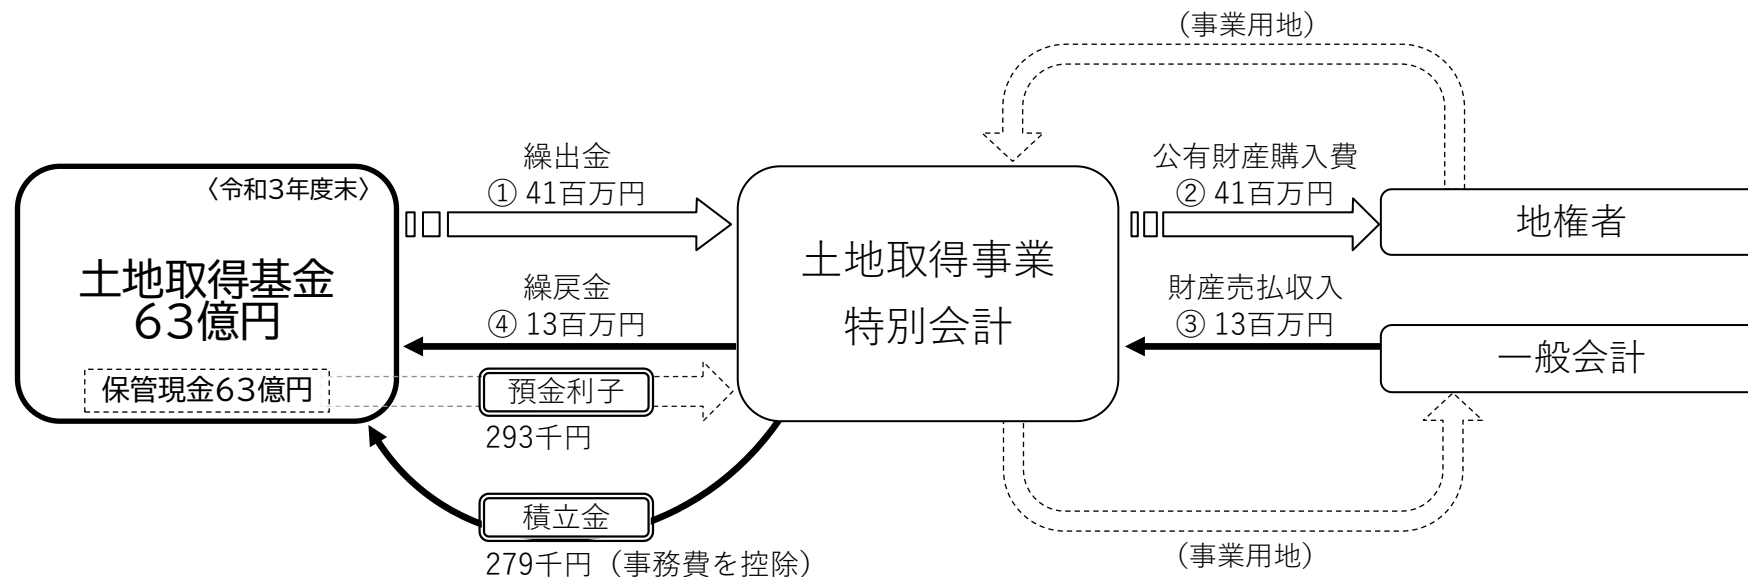 （事業用地）
〈令和3年度末〉
土地取得基金
63億円
保管現金63億円
繰出金
① 41百万円
繰戻金
④ 13百万円
預金利子
293千円
積立金
279千円（事務費を控除）
土地取得事業
特別会計
公有財産購入費
② 41百万円
財産売払収入
③ 13百万円
地権者
一般会計
（事業用地）